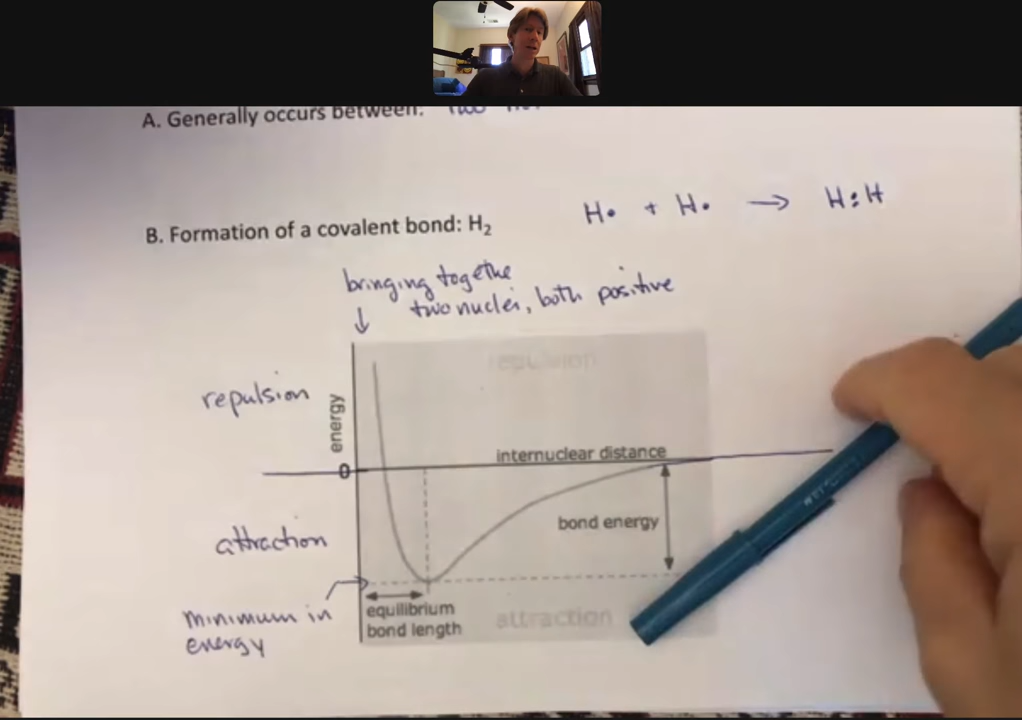 A. Generally occurs between:
B. Formation of a covalent bond: H₂
H• + H• → H:H
bringing togethe
two nuclei, both positive
↓
repulsion
repulsion
energy
internuclear distance
0
bond energy
attraction
minimum in
energy
equilibrium
bond length
attraction